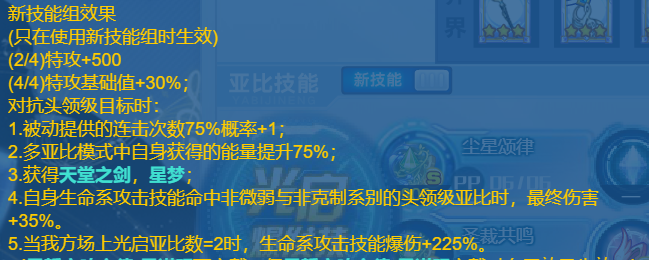 新技能组效果
(只在使用新技能组时生效)
(2/4)特攻+500
(4/4)特攻基础值+30%；
对抗头领级目标时：
1.被动提供的连击次数75%概率+1；
2.多亚比模式中自身获得的能量提升75%；
3.获得天堂之剑，星梦；
4.自身生命系攻击技能命中非微弱与非克制系别的头领级亚比时，最终伤害
+35%。
5.当我方场上光启亚比数=2时，生命系攻击技能爆伤+225%。
界
亚比技能
新技能
尘星颂律
圣裁共鸣